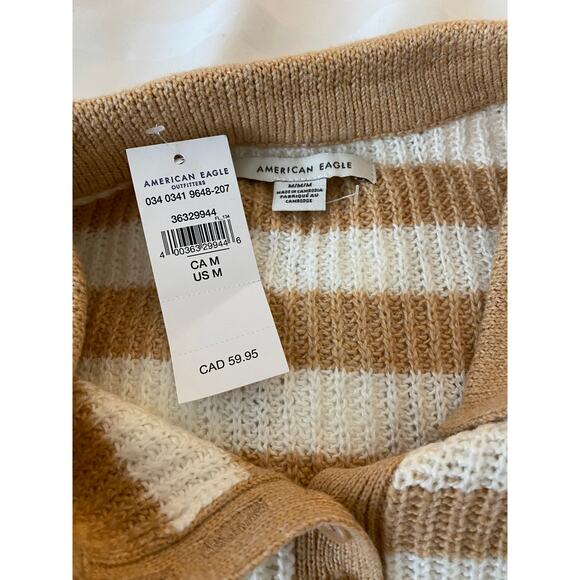 AMERICAN EAGLE
OUTFITTERS
034 0341 9648-207
36329944
FL_134
4 00363 29944 6
CA M
US M
CAD 59.95
AMERICAN EAGLE
M/M/M
MADE IN CAMBODIA
FABRIQUÉ AU
CAMBODGE